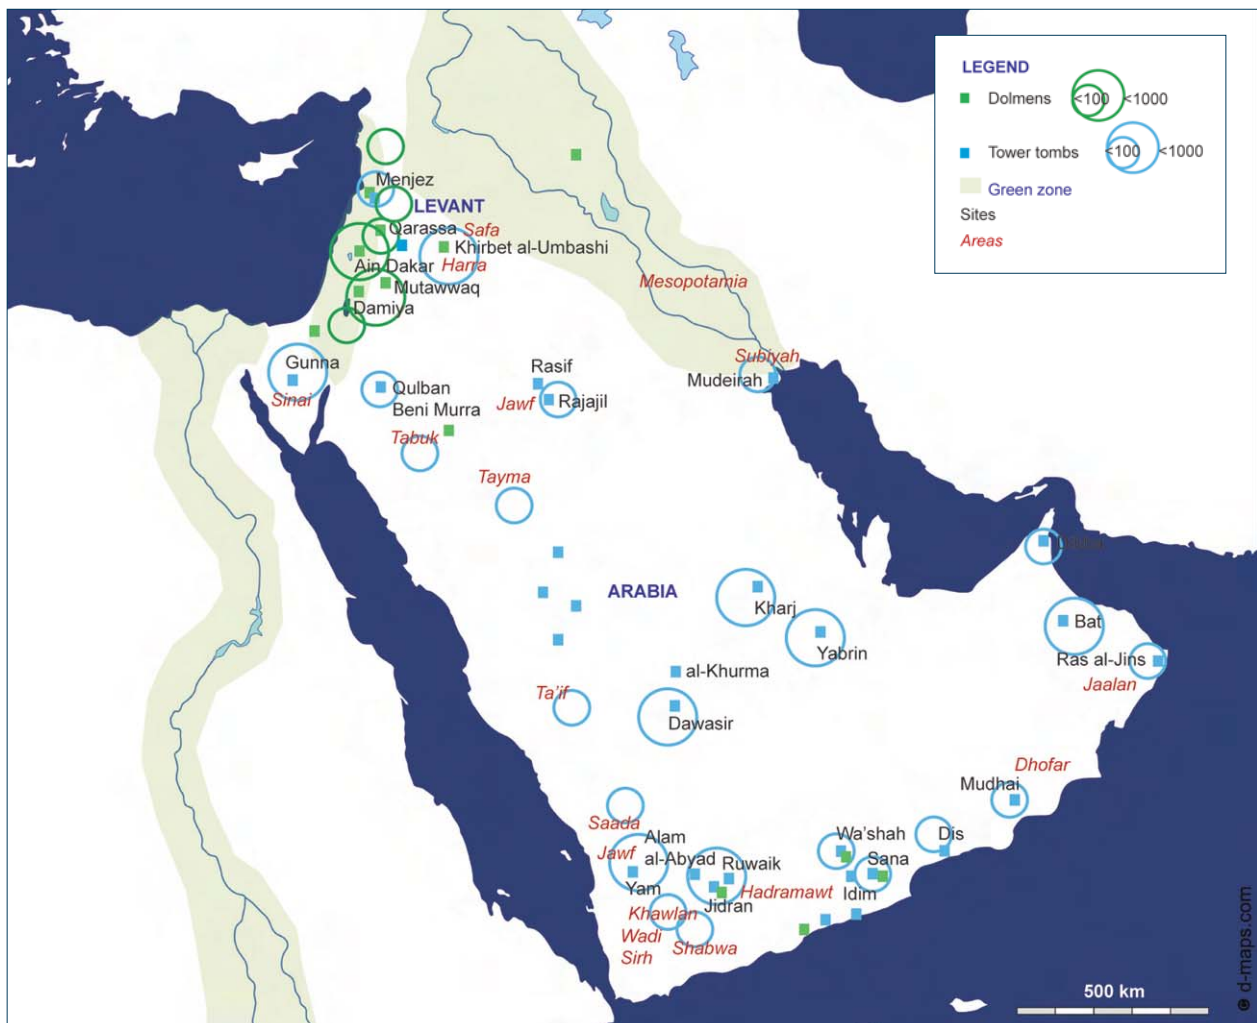 LEGEND
Dolmens <100 <1000
Tower tombs <100 <1000
Green zone
Sites
Areas
Menjez
LEVANT
Qarassa Safa
Khirbet al-Umbashi
Ain Dakar Harra
Mutawwaq
Damiya
Mesopotamia
Subiyah
Mudeirah
Gunna
Sinai
Qulban
Beni Murra
Rasif
Jawf Rajajil
Tabuk
Tayma
ARABIA
Kharj
Yabrin
Bat
Ras al-Jins
Jaalan
al-Khurma
Ta'if
Dawasir
Dhofar
Mudhai
Saada
Alam
al-Abyad
Jawf
Yam
Ruwaik
Jidran
Hadramawt
Wa'shah
Sana
Idim
Dis
Khawlan
Wadi
Sirh
Shabwa
500 km
© d-maps.com